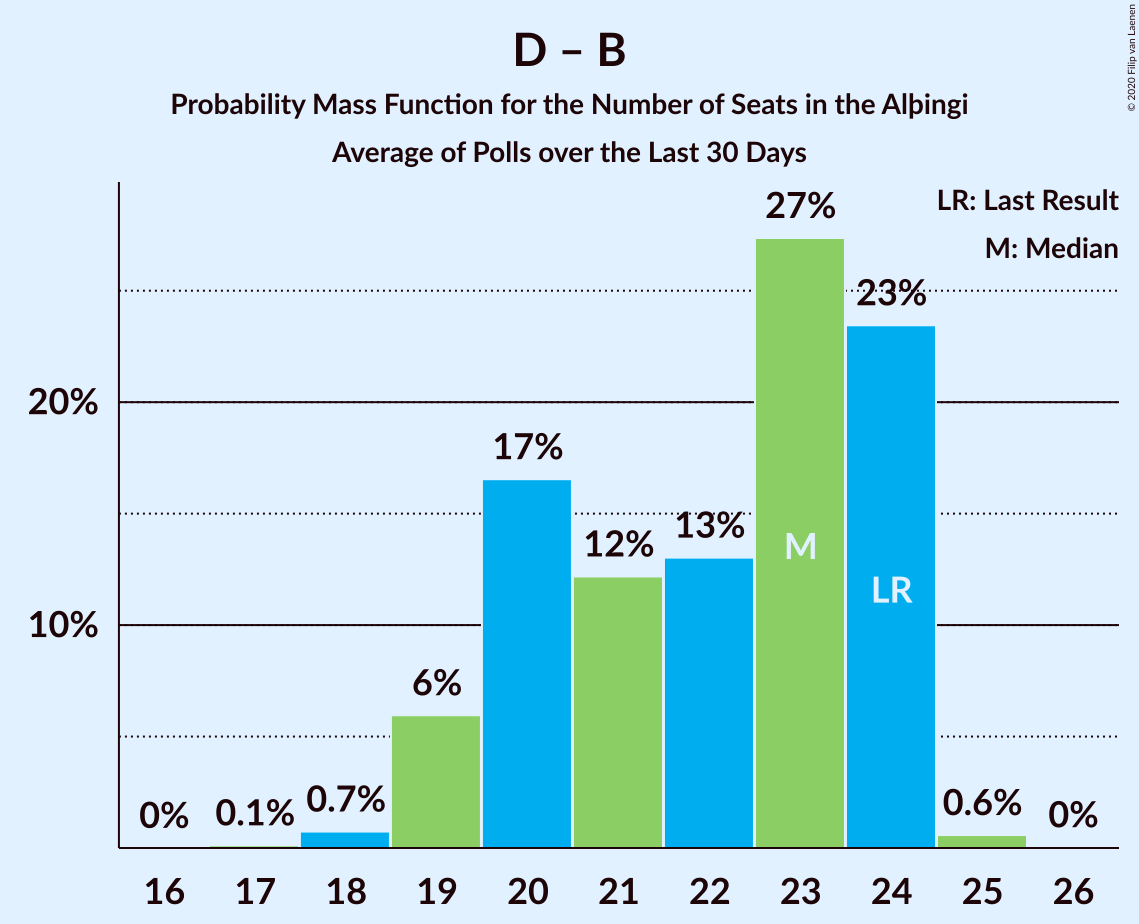 © 2020 Filip van Laenen
D – B
Probability Mass Function for the Number of Seats in the Alþingi
Average of Polls over the Last 30 Days
LR: Last Result
M: Median
27%
23%
20%
17%
13%
12%
M
LR
10%
6%
0%
0.1%
0.7%
0.6%
0%
16 17 18 19 20 21 22 23 24 25 26